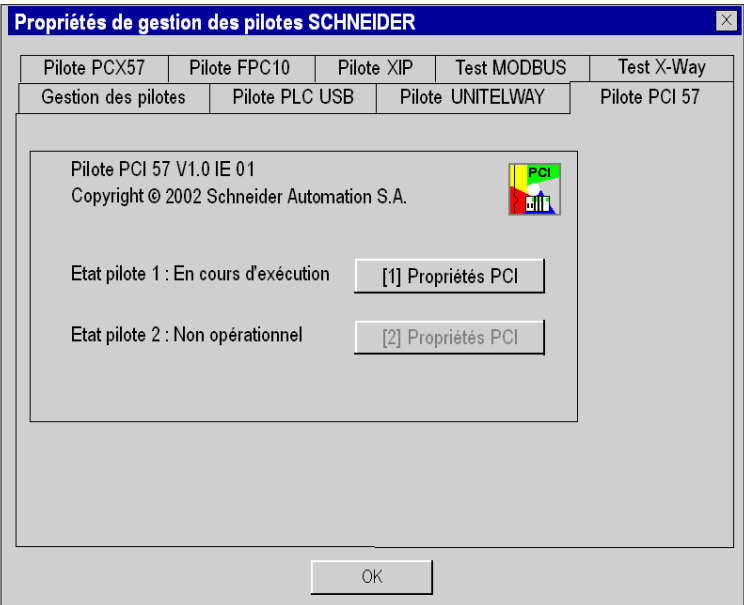 Propriétés de gestion des pilotes SCHNEIDER
Pilote PCX57 Pilote FPC10 Pilote XIP Test MODBUS Test X-Way
Gestion des pilotes Pilote PLC USB Pilote UNITELWAY Pilote PCI 57
Pilote PCI 57 V1.0 IE 01
PCI
Copyright © 2002 Schneider Automation S.A.
Etat pilote 1 : En cours d'exécution [1] Propriétés PCI
Etat pilote 2 : Non opérationnel [2] Propriétés PCI
OK